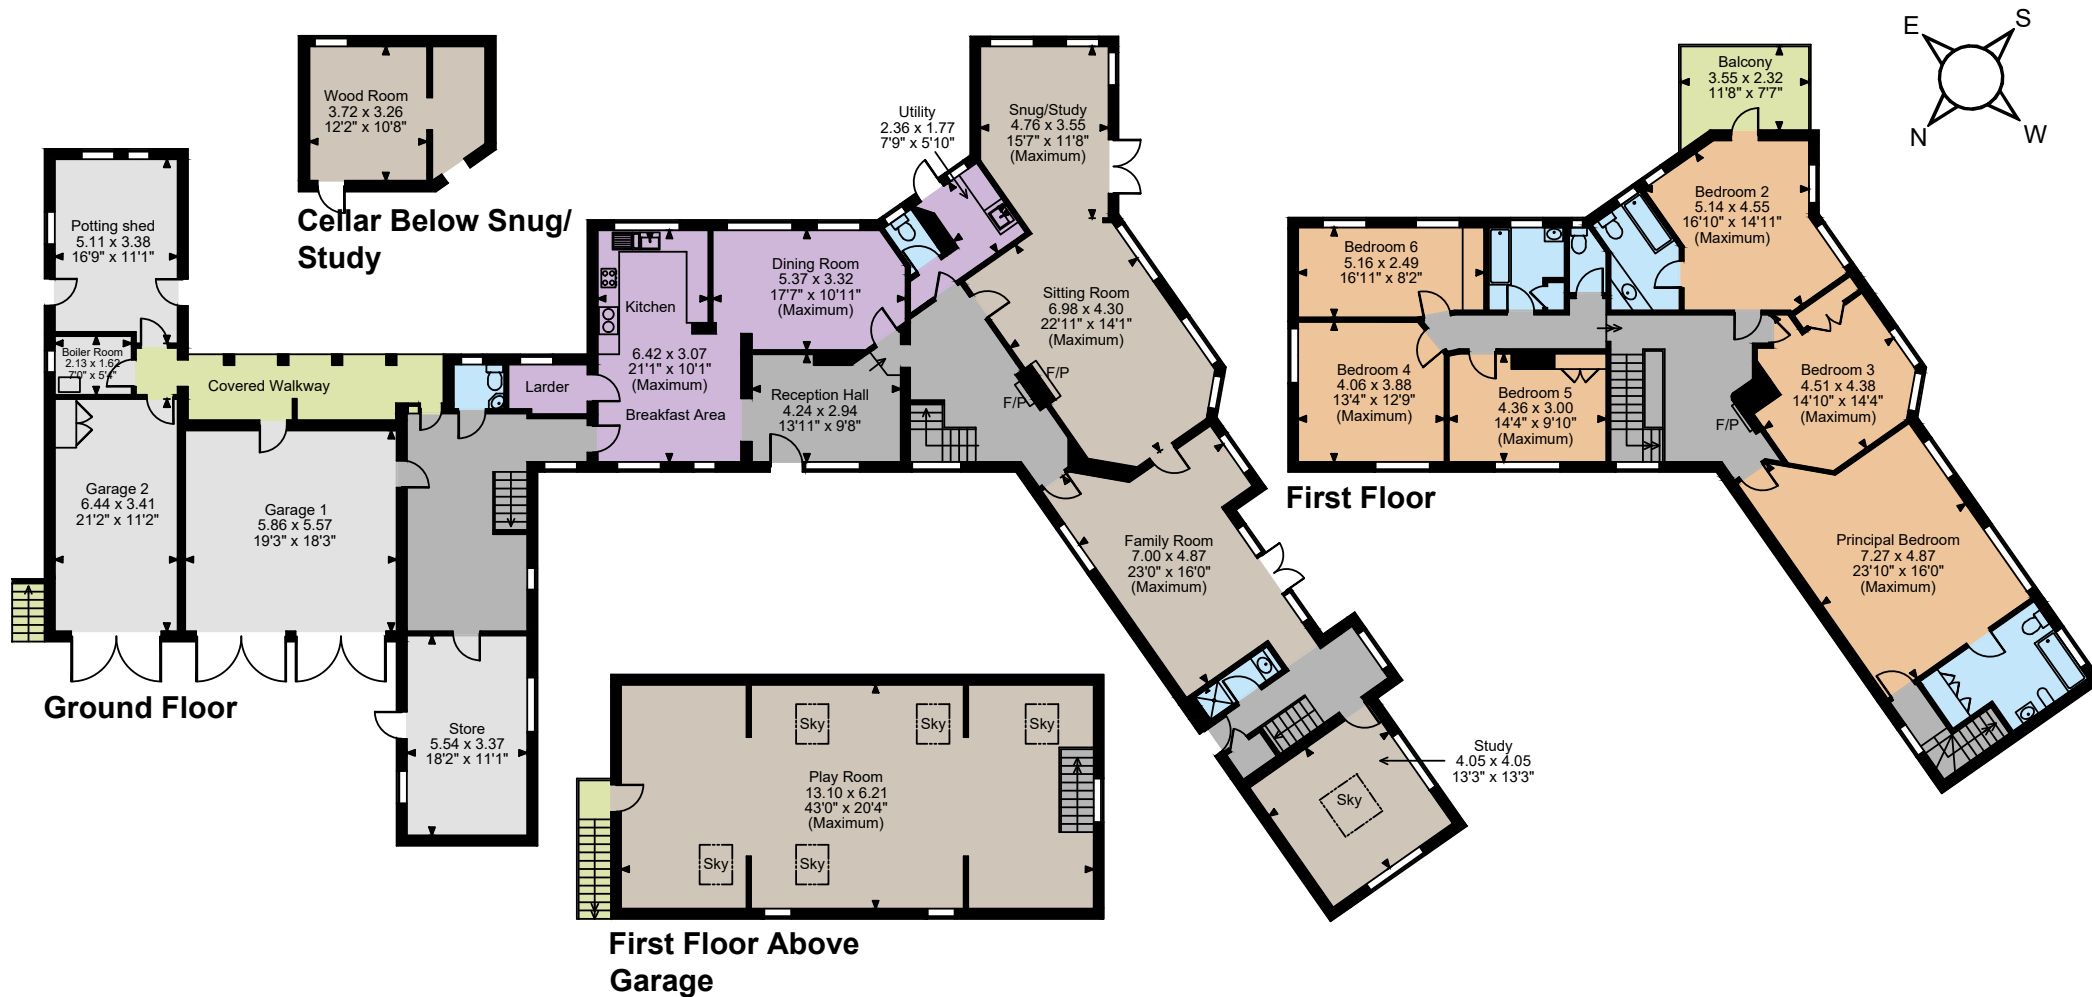 E
S
N
W
Wood Room
3.72 x 3.26
12'2" x 10'8"
Cellar Below Snug/
Study
Potting shed
5.11 x 3.38
16'9" x 11'1"
Boiler Room
2.13 x 1.62
7'0" x 5'4"
Covered Walkway
Garage 2
6.44 x 3.41
21'2" x 11'2"
Garage 1
5.86 x 5.57
19'3" x 18'3"
Larder
Kitchen
6.42 x 3.07
21'1" x 10'1"
(Maximum)
Breakfast Area
Dining Room
5.37 x 3.32
17'7" x 10'11"
(Maximum)
Reception Hall
4.24 x 2.94
13'11" x 9'8"
Utility
2.36 x 1.77
7'9" x 5'10"
Snug/Study
4.76 x 3.55
15'7" x 11'8"
(Maximum)
Sitting Room
6.98 x 4.30
22'11" x 14'1"
(Maximum)
F/P
F/P
Family Room
7.00 x 4.87
23'0" x 16'0"
(Maximum)
Study
4.05 x 4.05
13'3" x 13'3"
Sky
Store
5.54 x 3.37
18'2" x 11'1"
Ground Floor
Sky
Sky
Sky
Play Room
13.10 x 6.21
43'0" x 20'4"
(Maximum)
Sky
Sky
First Floor Above
Garage
Balcony
3.55 x 2.32
11'8" x 7'7"
Bedroom 2
5.14 x 4.55
16'10" x 14'11"
(Maximum)
Bedroom 6
5.16 x 2.49
16'11" x 8'2"
Bedroom 4
4.06 x 3.88
13'4" x 12'9"
(Maximum)
Bedroom 5
4.36 x 3.00
14'4" x 9'10"
(Maximum)
Bedroom 3
4.51 x 4.38
14'10" x 14'4"
(Maximum)
F/P
Principal Bedroom
7.27 x 4.87
23'10" x 16'0"
(Maximum)
First Floor